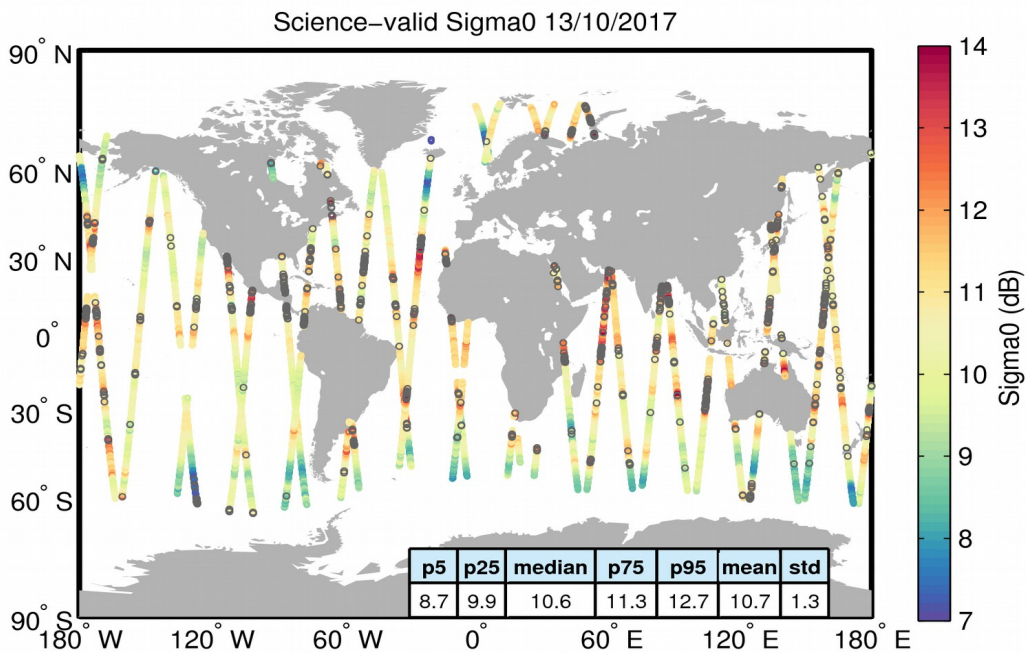 Science−valid Sigma0 13/10/2017
90° N
60° N
30° N
0°
30° S
60° S
90° S
180° W
120° W
60° W
0°
60° E
120° E
180° E
p5 p25 median p75 p95 mean std
8.7 9.9 10.6 11.3 12.7 10.7 1.3
14
13
12
11
10
9
8
7
Sigma0 (dB)